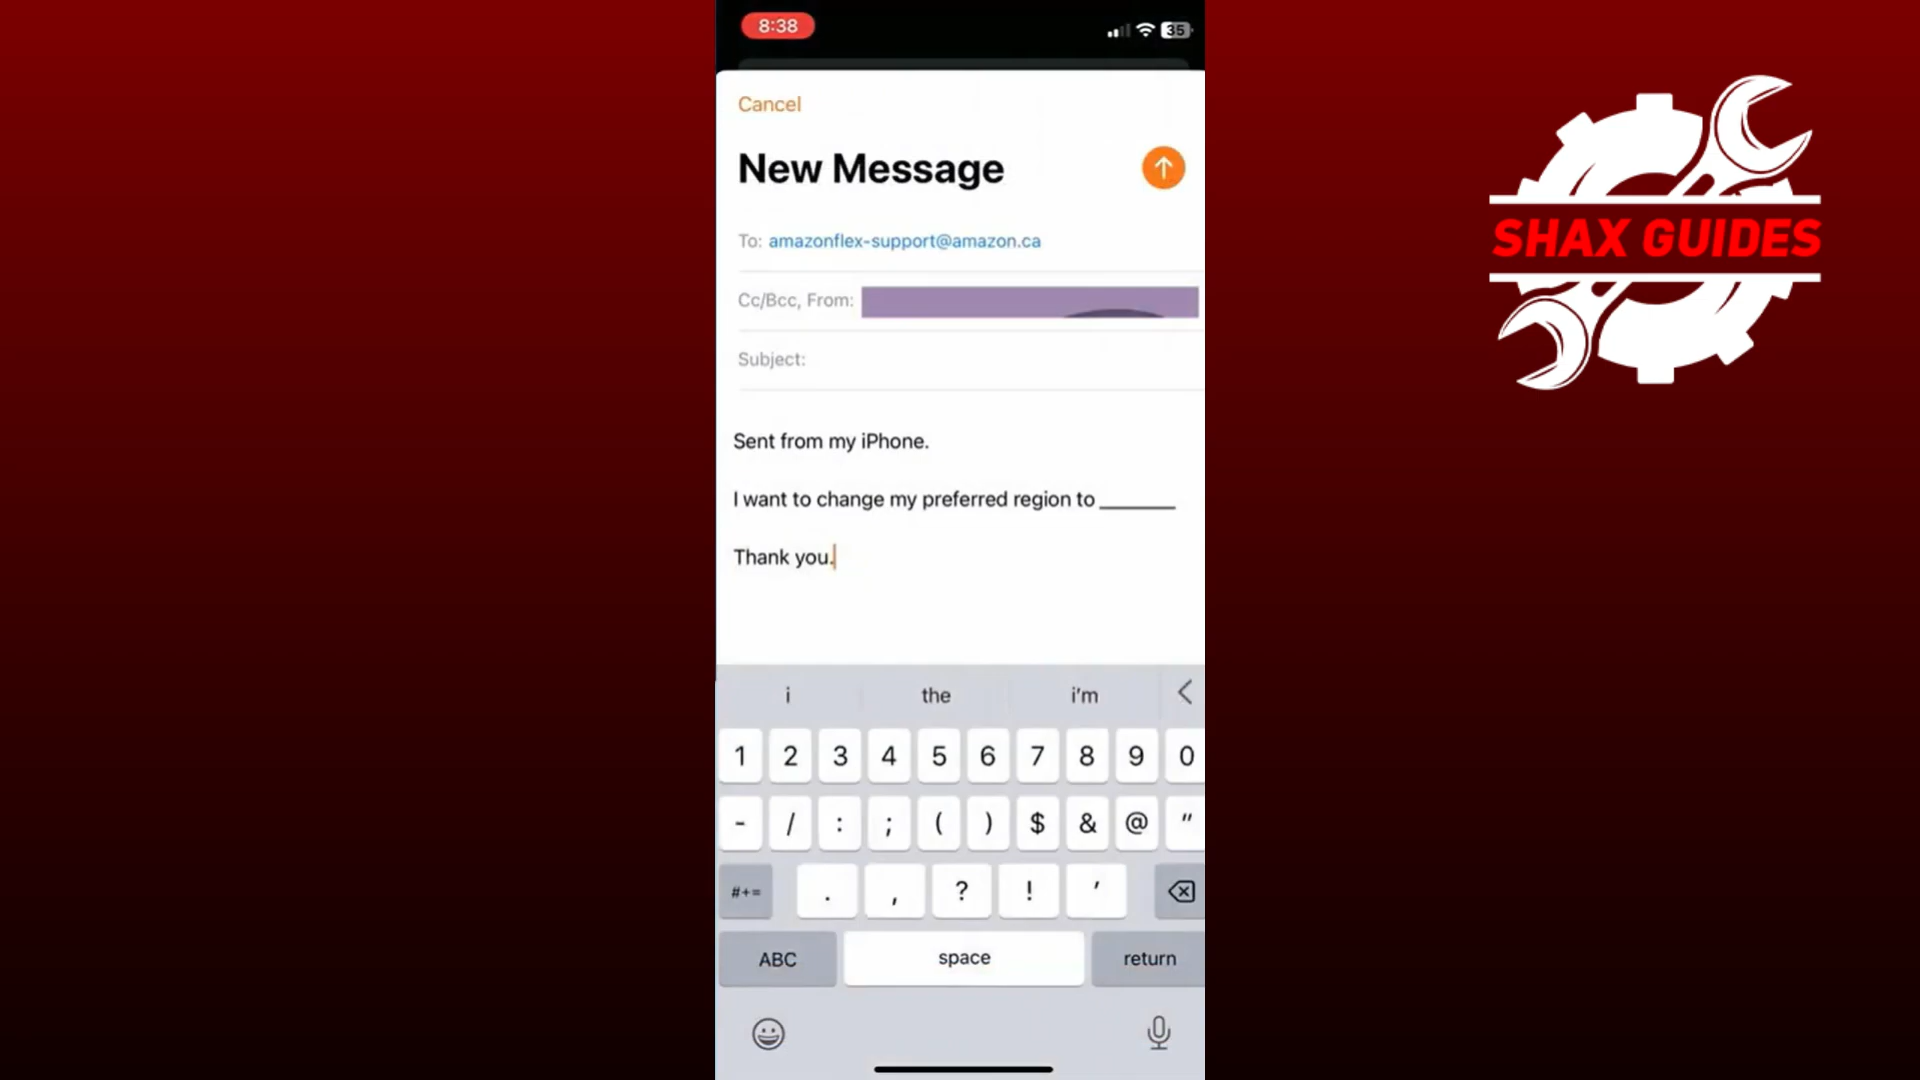 8:38
35
Cancel
New Message
To: amazonflex-support@amazon.ca
Cc/Bcc, From:
Subject:
Sent from my iPhone.
I want to change my preferred region to _______
Thank you.
i the i'm
1 2 3 4 5 6 7 8 9 0
- / : ; ( ) $ & @ "
#+= . , ? ! '
ABC space return
SHAX GUIDES